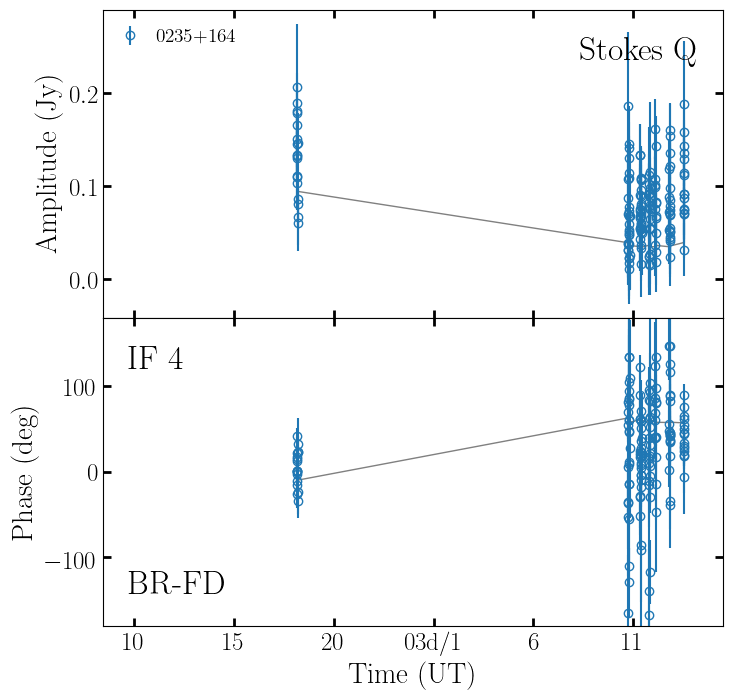 0235+164
Stokes Q
Amplitude (Jy)
0.2
0.1
0.0
IF 4
Phase (deg)
100
0
−100
BR-FD
10 15 20 03d/1 6 11
Time (UT)